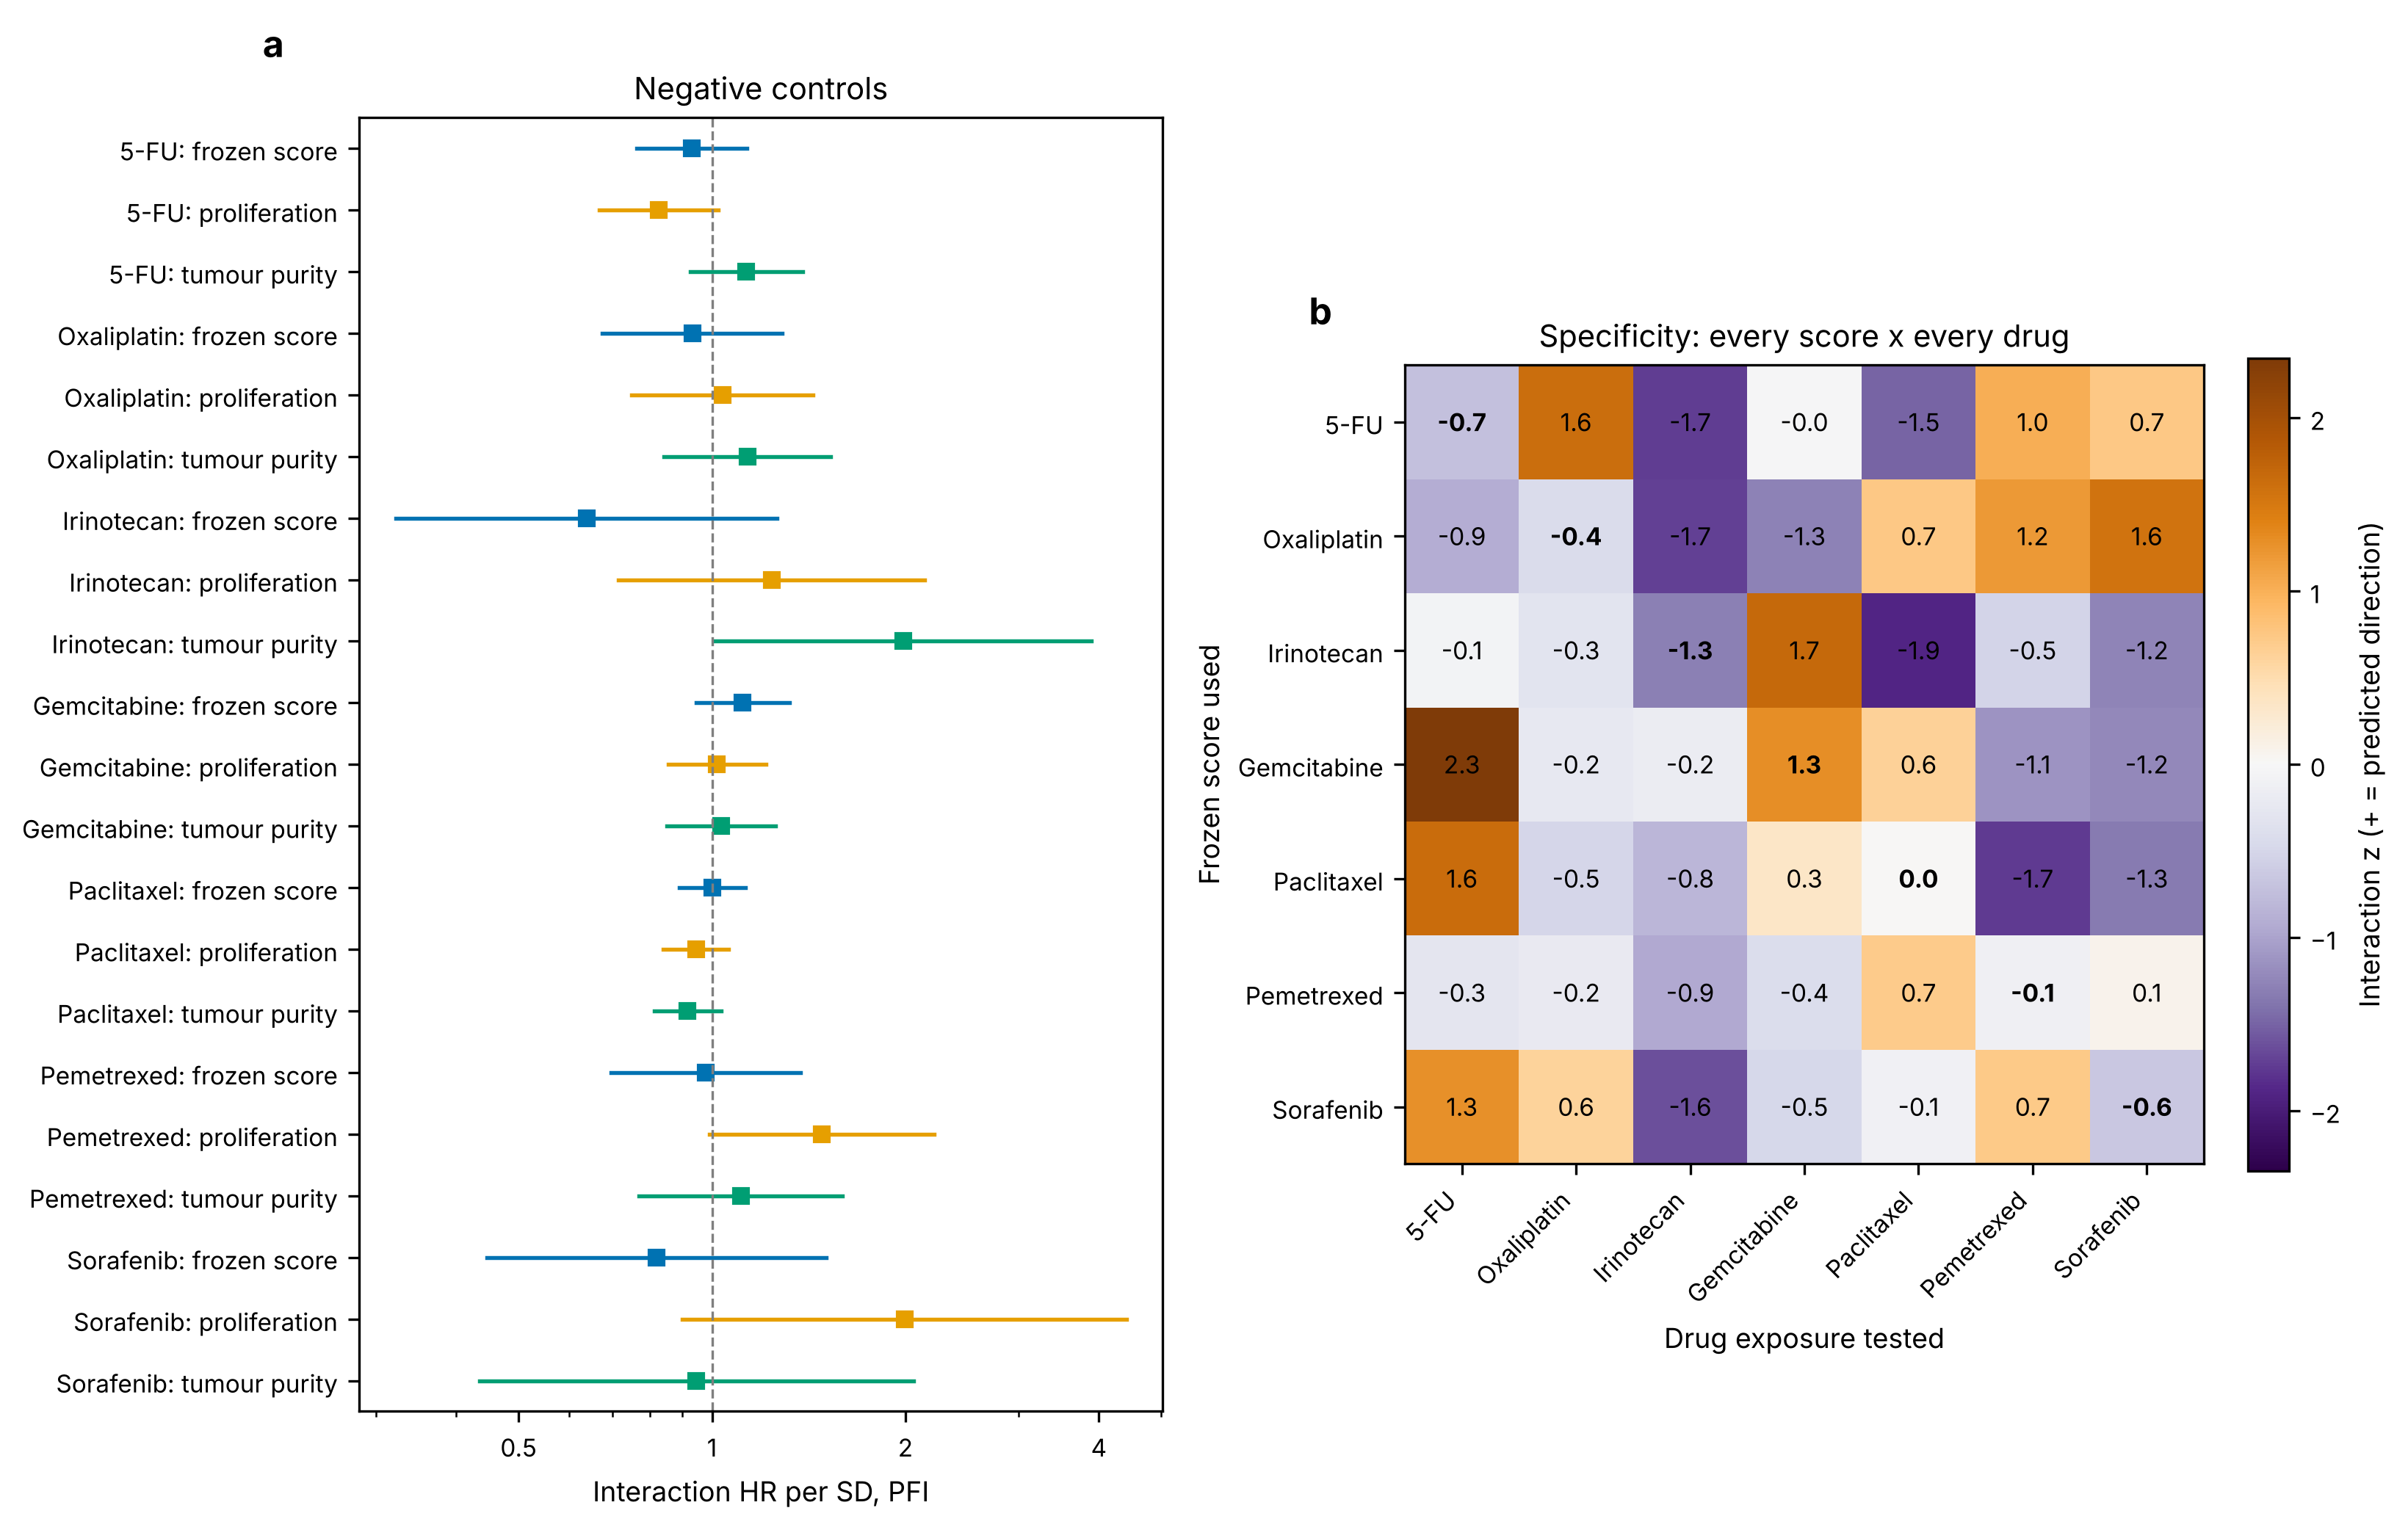 a
Negative controls
5-FU: frozen score
5-FU: proliferation
5-FU: tumour purity
Oxaliplatin: frozen score
Oxaliplatin: proliferation
Oxaliplatin: tumour purity
Irinotecan: frozen score
Irinotecan: proliferation
Irinotecan: tumour purity
Gemcitabine: frozen score
Gemcitabine: proliferation
Gemcitabine: tumour purity
Paclitaxel: frozen score
Paclitaxel: proliferation
Paclitaxel: tumour purity
Pemetrexed: frozen score
Pemetrexed: proliferation
Pemetrexed: tumour purity
Sorafenib: frozen score
Sorafenib: proliferation
Sorafenib: tumour purity
0.5 1 2 4
Interaction HR per SD, PFI
b
Specificity: every score x every drug
Frozen score used
5-FU -0.7 1.6 -1.7 -0.0 -1.5 1.0 0.7
Oxaliplatin -0.9 -0.4 -1.7 -1.3 0.7 1.2 1.6
Irinotecan -0.1 -0.3 -1.3 1.7 -1.9 -0.5 -1.2
Gemcitabine 2.3 -0.2 -0.2 1.3 0.6 -1.1 -1.2
Paclitaxel 1.6 -0.5 -0.8 0.3 0.0 -1.7 -1.3
Pemetrexed -0.3 -0.2 -0.9 -0.4 0.7 -0.1 0.1
Sorafenib 1.3 0.6 -1.6 -0.5 -0.1 0.7 -0.6
5-FU Oxaliplatin Irinotecan Gemcitabine Paclitaxel Pemetrexed Sorafenib
Drug exposure tested
2
1
0
−1
−2
Interaction z (+ = predicted direction)